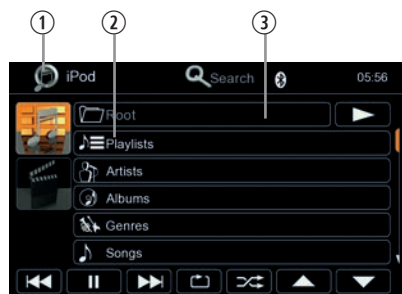 1 2 3
iPod Search 05:56
Root
Playlists
Artists
Albums
Genres
Songs